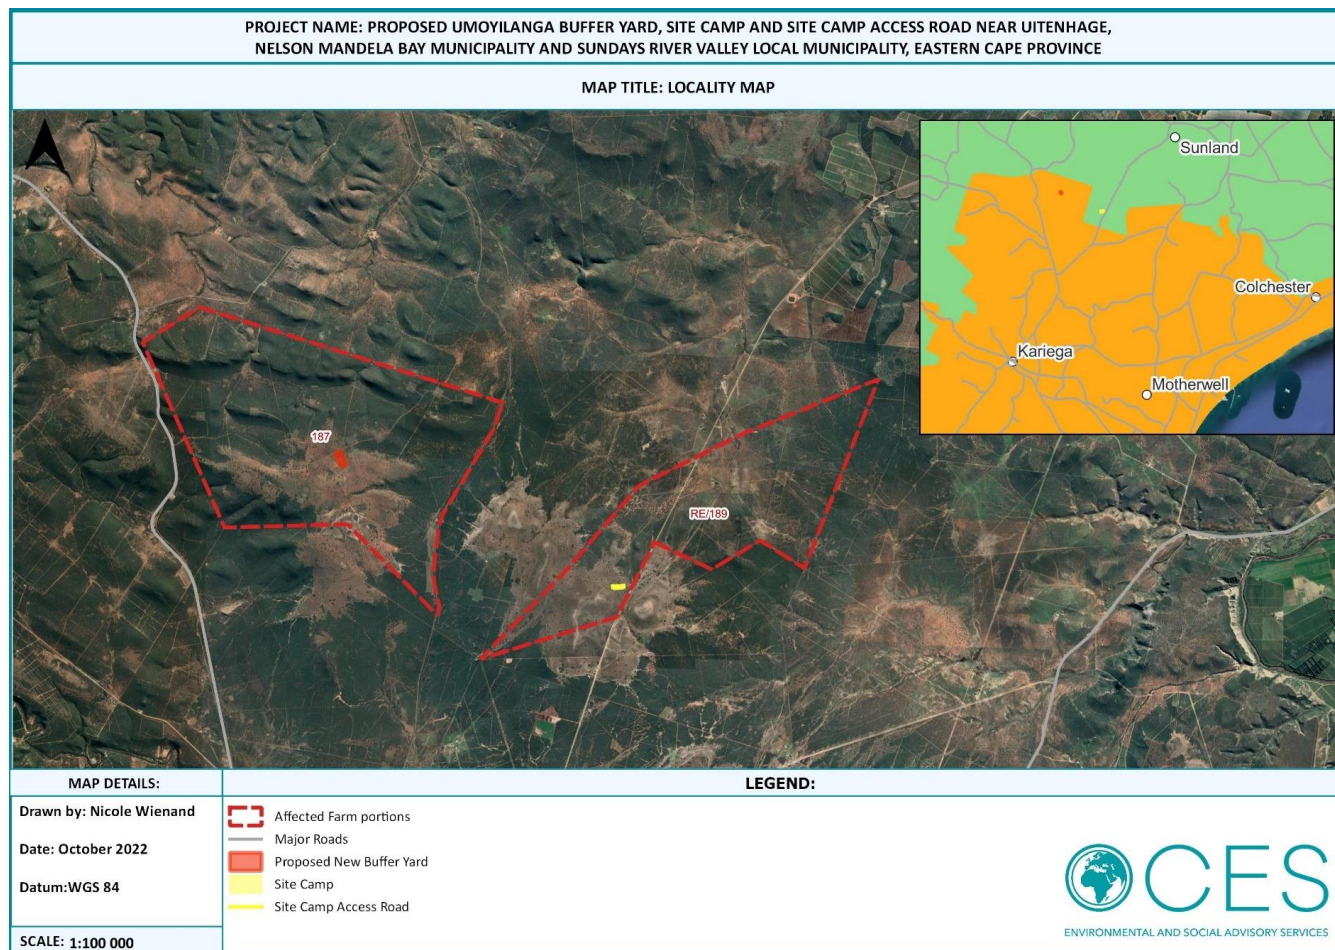 PROJECT NAME: PROPOSED UMOYILANGA BUFFER YARD, SITE CAMP AND SITE CAMP ACCESS ROAD NEAR UITENHAGE,
NELSON MANDELA BAY MUNICIPALITY AND SUNDAYS RIVER VALLEY LOCAL MUNICIPALITY, EASTERN CAPE PROVINCE
MAP TITLE: LOCALITY MAP
Sunland
Colchester
Kariega
Motherwell
187
RE/189
MAP DETAILS:
Drawn by: Nicole Wienand
Date: October 2022
Datum:WGS 84
SCALE: 1:100 000
LEGEND:
Affected Farm portions
Major Roads
Proposed New Buffer Yard
Site Camp
Site Camp Access Road
CES
ENVIRONMENTAL AND SOCIAL ADVISORY SERVICES